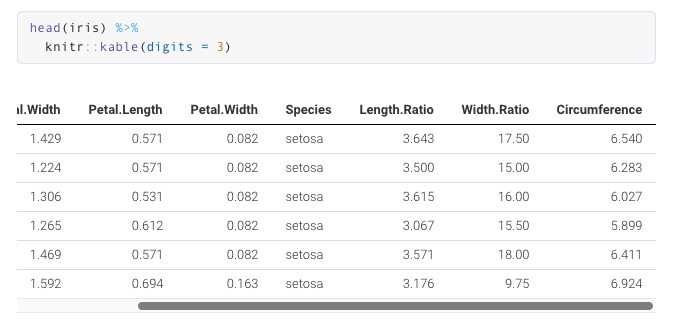 head(iris) %>%
knitr::kable(digits = 3)
l.Width Petal.Length Petal.Width Species Length.Ratio Width.Ratio Circumference
1.429 0.571 0.082 setosa 3.643 17.50 6.540
1.224 0.571 0.082 setosa 3.500 15.00 6.283
1.306 0.531 0.082 setosa 3.615 16.00 6.027
1.265 0.612 0.082 setosa 3.067 15.50 5.899
1.469 0.571 0.082 setosa 3.571 18.00 6.411
1.592 0.694 0.163 setosa 3.176 9.75 6.924